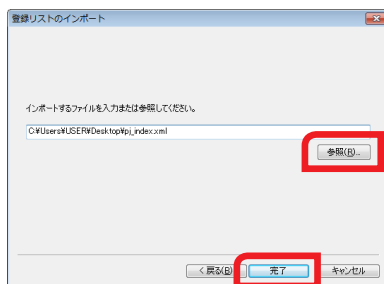 登録リストのインポート
インポートするファイルを入力または参照してください。
C:¥Users¥USER¥Desktop¥pj_index.xml
参照(R)...
< 戻る(B)
完了
キャンセル